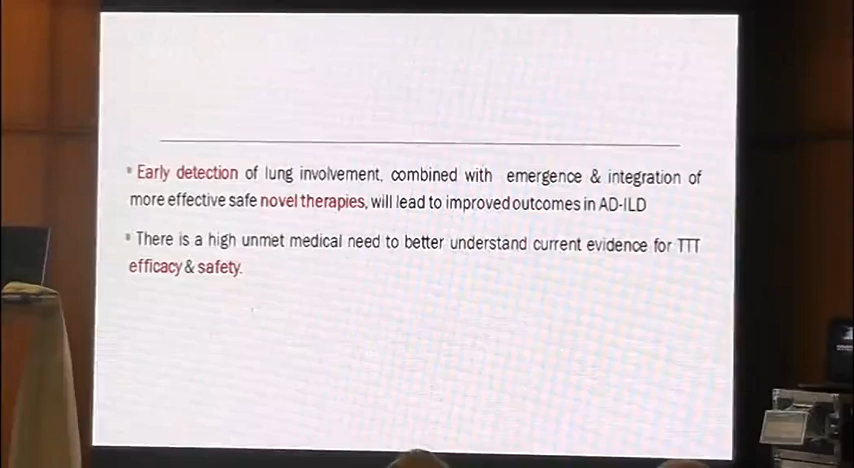 ▪ Early detection of lung involvement, combined with emergence & integration of
more effective safe novel therapies, will lead to improved outcomes in AD-ILD
▪ There is a high unmet medical need to better understand current evidence for TTT
efficacy & safety.